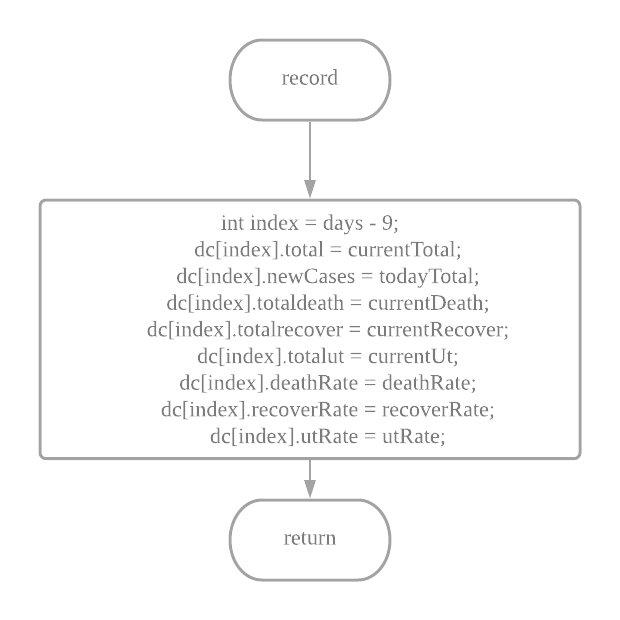 record
int index = days - 9;
dc[index].total = currentTotal;
dc[index].newCases = todayTotal;
dc[index].totaldeath = currentDeath;
dc[index].totalrecover = currentRecover;
dc[index].totalut = currentUt;
dc[index].deathRate = deathRate;
dc[index].recoverRate = recoverRate;
dc[index].utRate = utRate;
return